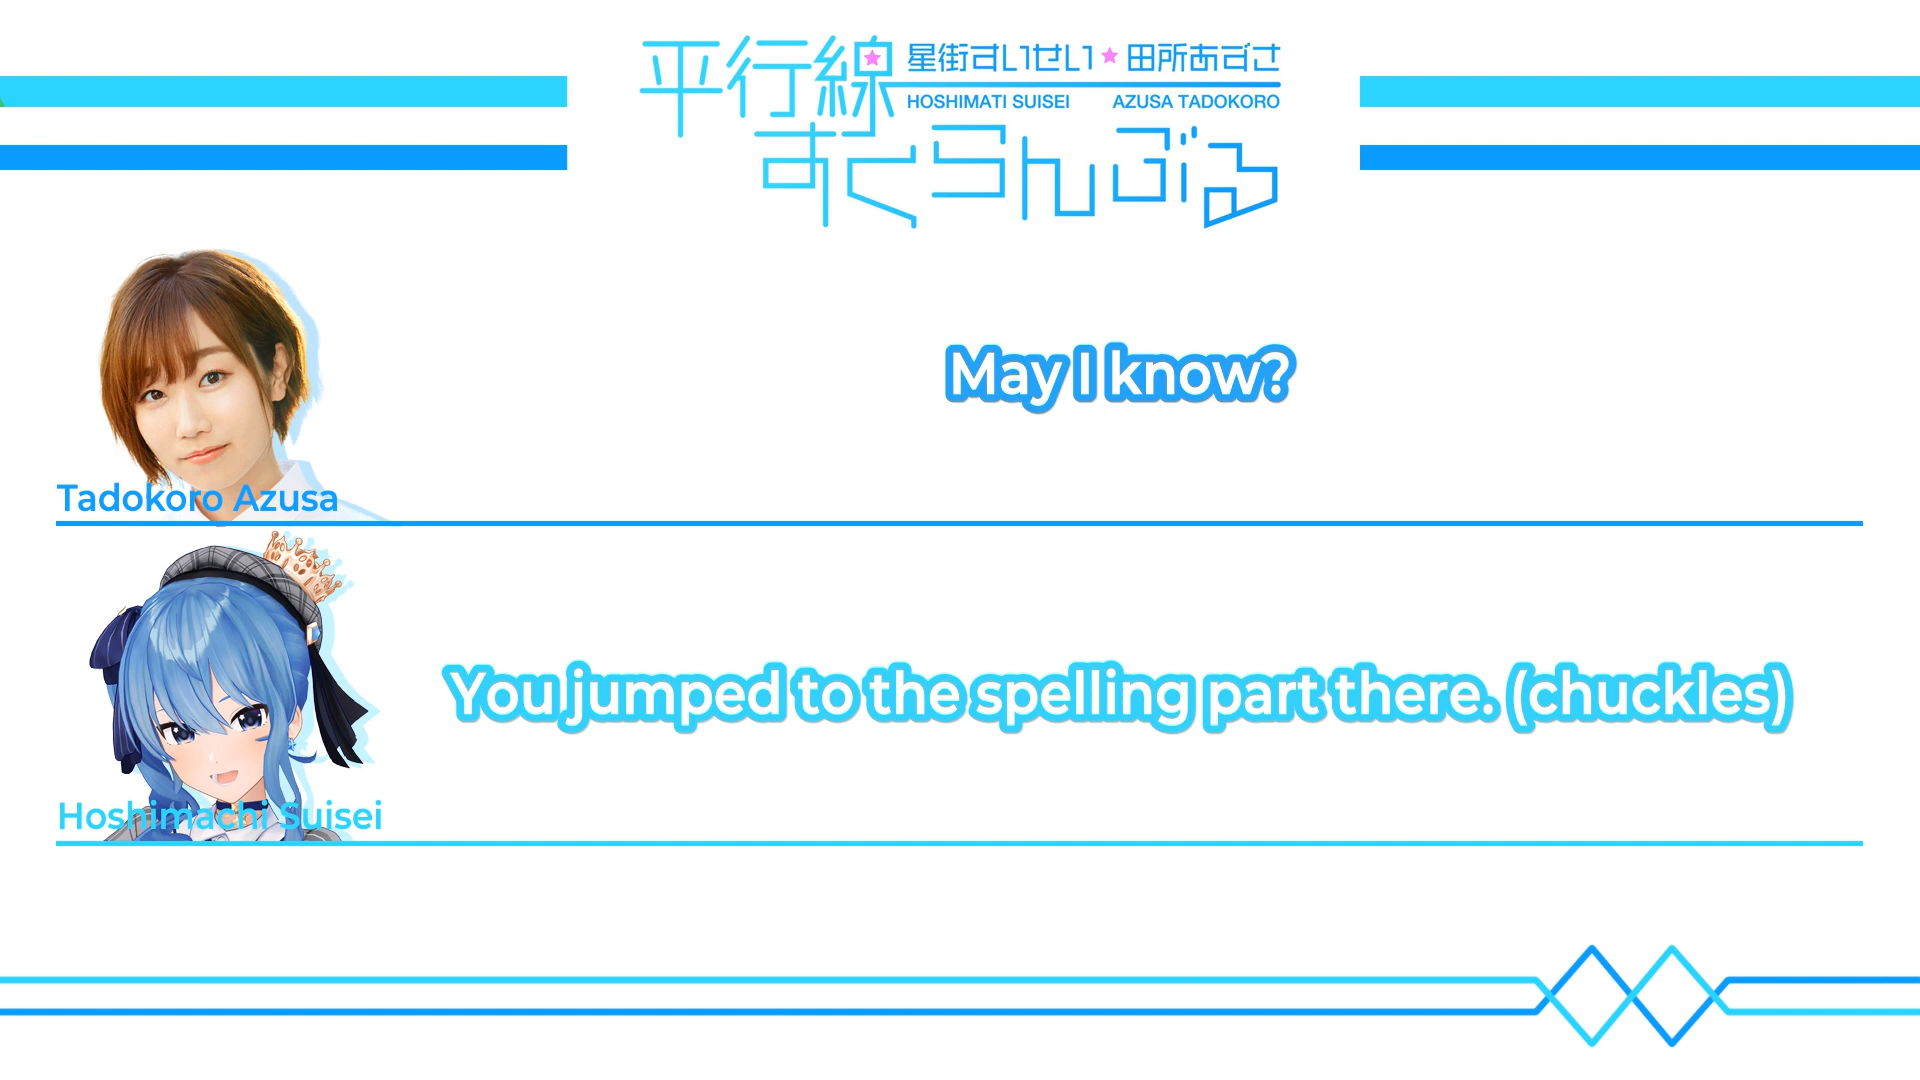 平行線
星街すいせい★田所あずさ
HOSHIMATI SUISEI AZUSA TADOKORO
すくらんぶる
May I know?
Tadokoro Azusa
You jumped to the spelling part there. (chuckles)
Hoshimachi Suisei